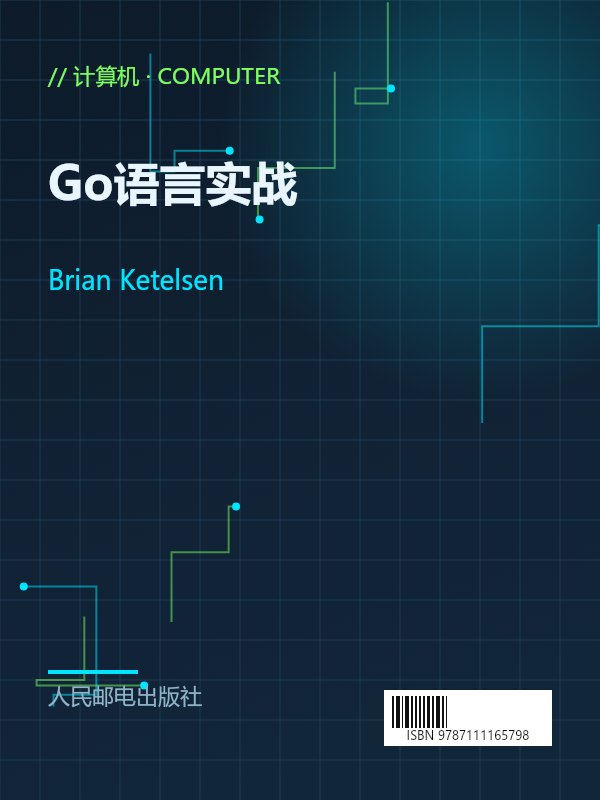 // 计算机 · COMPUTER
Go语言实战
Brian Ketelsen
人民邮电出版社
ISBN 9787111165798